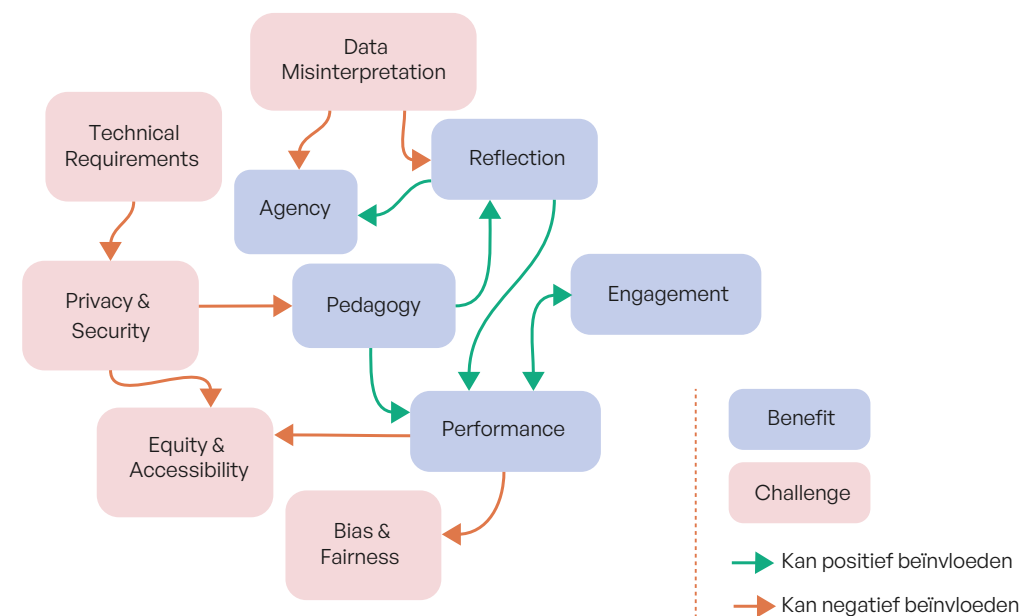 Data
Misinterpretation
Technical
Requirements
Reflection
Agency
Privacy &
Security
Pedagogy
Engagement
Equity &
Accessibility
Performance
Bias &
Fairness
Benefit
Challenge
Kan positief beïnvloeden
Kan negatief beïnvloeden